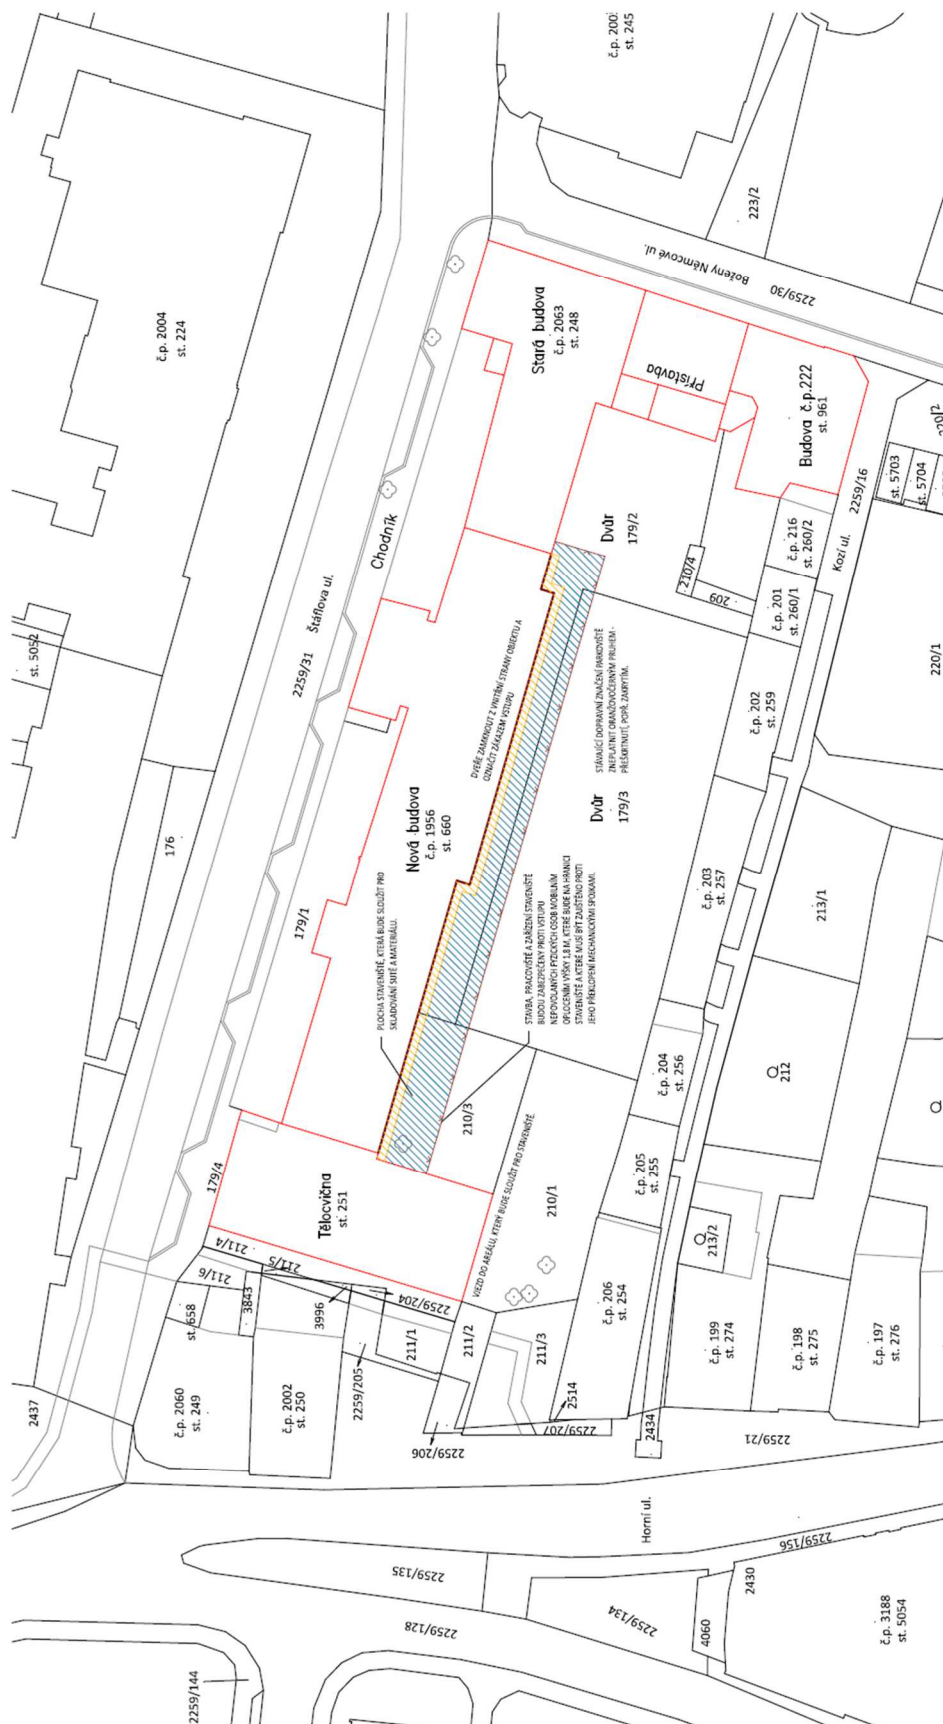 č.p. 2005
st. 245
223/2
Boženy Němcové ul.
2259/30
č.p. 2004
st. 224
Stará budova
č.p. 2063
st. 248
Přístavba
Budova č.p.222
st. 961
st. 5703
st. 5704
2259/16
Kozí ul.
Štáflova ul.
2259/31
Chodník
st. 5052
Dvůr
179/2
210/4
209
č.p. 216
st. 260/2
č.p. 201
st. 260/1
č.p. 202
st. 259
220/1
DVEŘE ZAMKNOUT Z VNITŘNÍ STRANY OBJEKTU A
OZNAČIT ZÁKAZEM VSTUPU
STÁVAJÍCÍ DOPRAVNÍ ZNAČENÍ PARKOVIŠTĚ
ZNEPLATNIT ORANŽOVOČERNÝM PRUHEM -
PŘEŠKRTNUTÍ, POPŘ. ZAKRYTÍM.
Nová budova
č.p. 1956
st. 660
Dvůr
179/3
176
179/1
PLOCHA STAVENIŠTĚ, KTERÁ BUDE SLOUŽIT PRO
SKLADOVÁNÍ SUTĚ A MATERIÁLU.
STAVBA, PRACOVIŠTĚ A ZAŘÍZENÍ STAVENIŠTĚ
BUDOU ZABEZPEČENY PROTI VSTUPU
NEPOVOLANÝCH FYZICKÝCH OSOB MOBILNÍM
OPLOCENÍM VÝŠKY 1,8 M, KTERÉ BUDE NA HRANICI
STAVENIŠTĚ A KTERÉ MUSÍ BÝT ZAJIŠTĚNO PROTI
JEHO PŘEKLOPENÍ MECHANICKÝMI SPOJKAMI.
č.p. 203
st. 257
213/1
č.p. 204
st. 256
212
č.p. 205
st. 255
213/2
210/3
210/1
VJEZD DO AREÁLU, KTERÝ BUDE SLOUŽIT PRO STAVENIŠTĚ.
179/4
Tělocvična
st. 251
211/4
211/5
211/6
st. 658
3843
3996
2259/204
211/1
211/2
211/3
2259/205
2259/206
2259/207
2514
č.p. 206
st. 254
č.p. 199
st. 274
č.p. 198
st. 275
č.p. 197
st. 276
2437
č.p. 2060
st. 249
č.p. 2002
st. 250
2434
2259/21
Horní ul.
2259/135
2259/128
2259/134
2259/156
2430
4060
č.p. 3188
st. 5054
2259/144